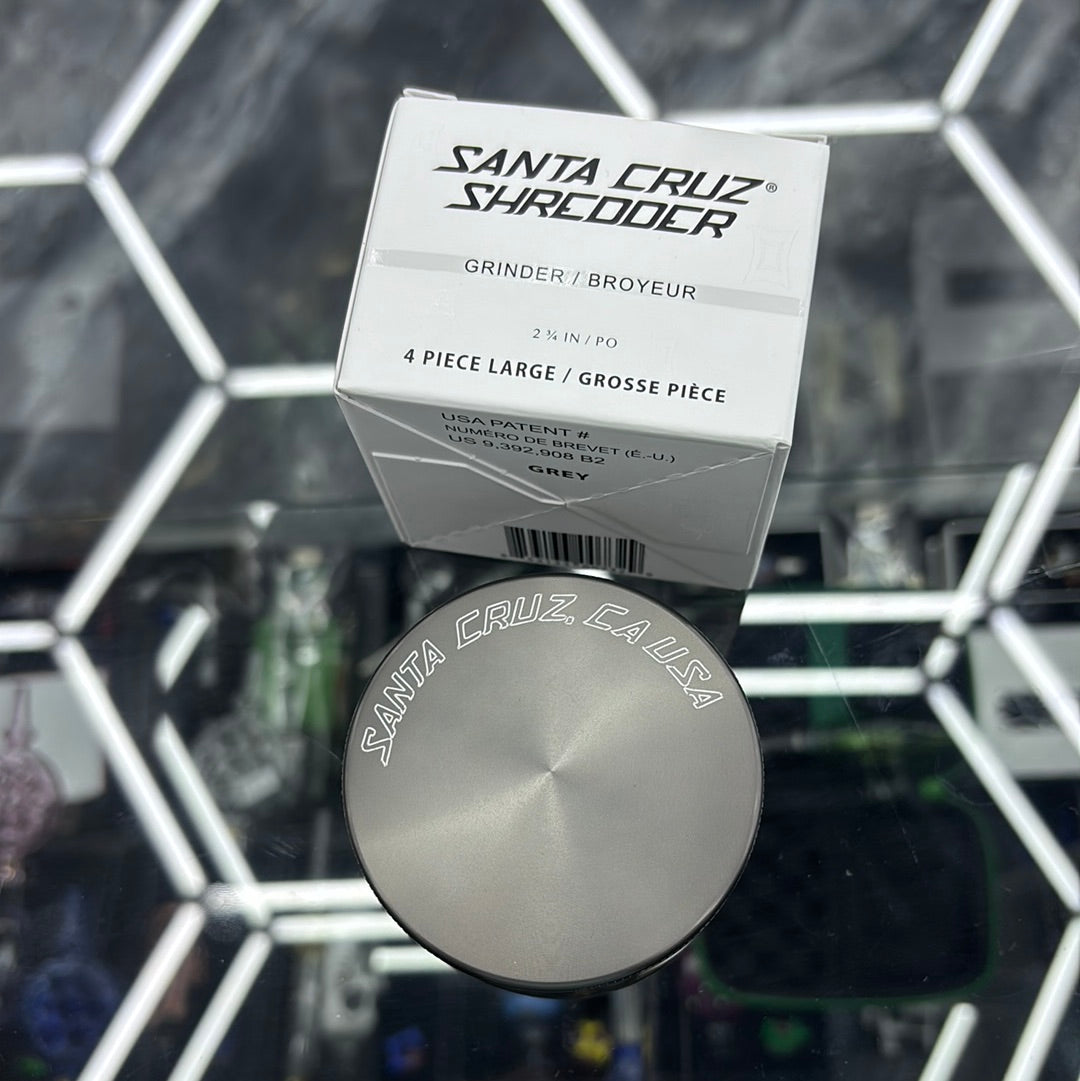 SANTA CRUZ®
SHREDDER
GRINDER / BROYEUR
2 ¾ IN / PO
4 PIECE LARGE / GROSSE PIÈCE
USA PATENT #
NUMÉRO DE BREVET (É.-U.)
US 9,392,908 B2
GREY
SANTA CRUZ, CA USA